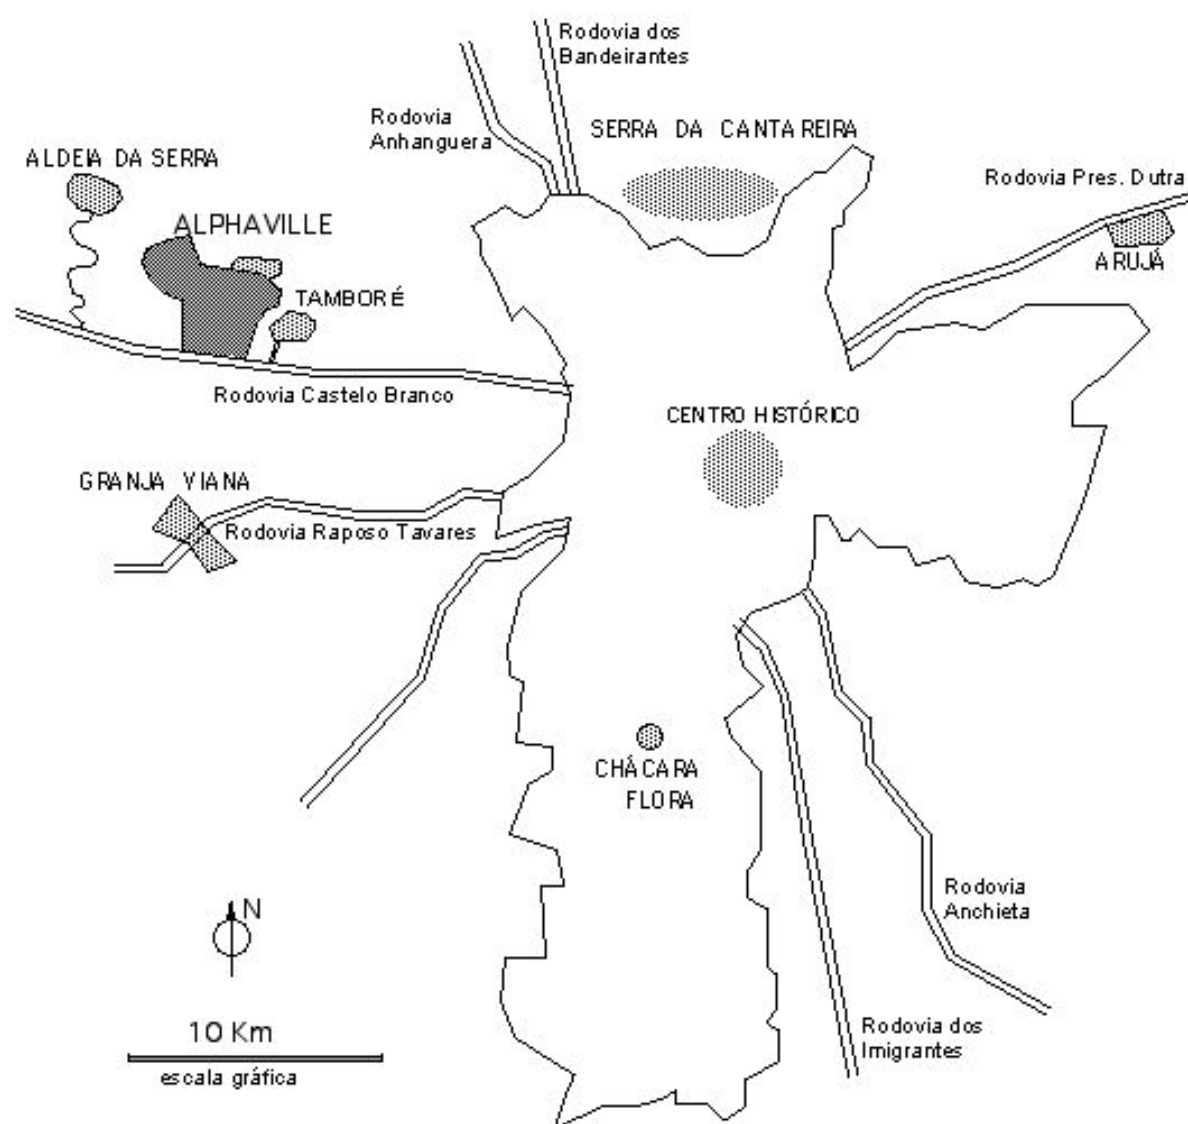 Rodovia dos
Bandeirantes
Rodovia
Anhanguera
SERRA DA CANTAREIRA
ALDEIA DA SERRA
Rodovia Pres. Dutra
ALPHAVILLE
ARUJÁ
TAMBORÉ
Rodovia Castelo Branco
CENTRO HISTÓRICO
GRANJA VIANA
Rodovia Raposo Tavares
CHÁCARA
FLORA
Rodovia
Anchieta
N
10 Km
escala gráfica
Rodovia dos
Imigrantes